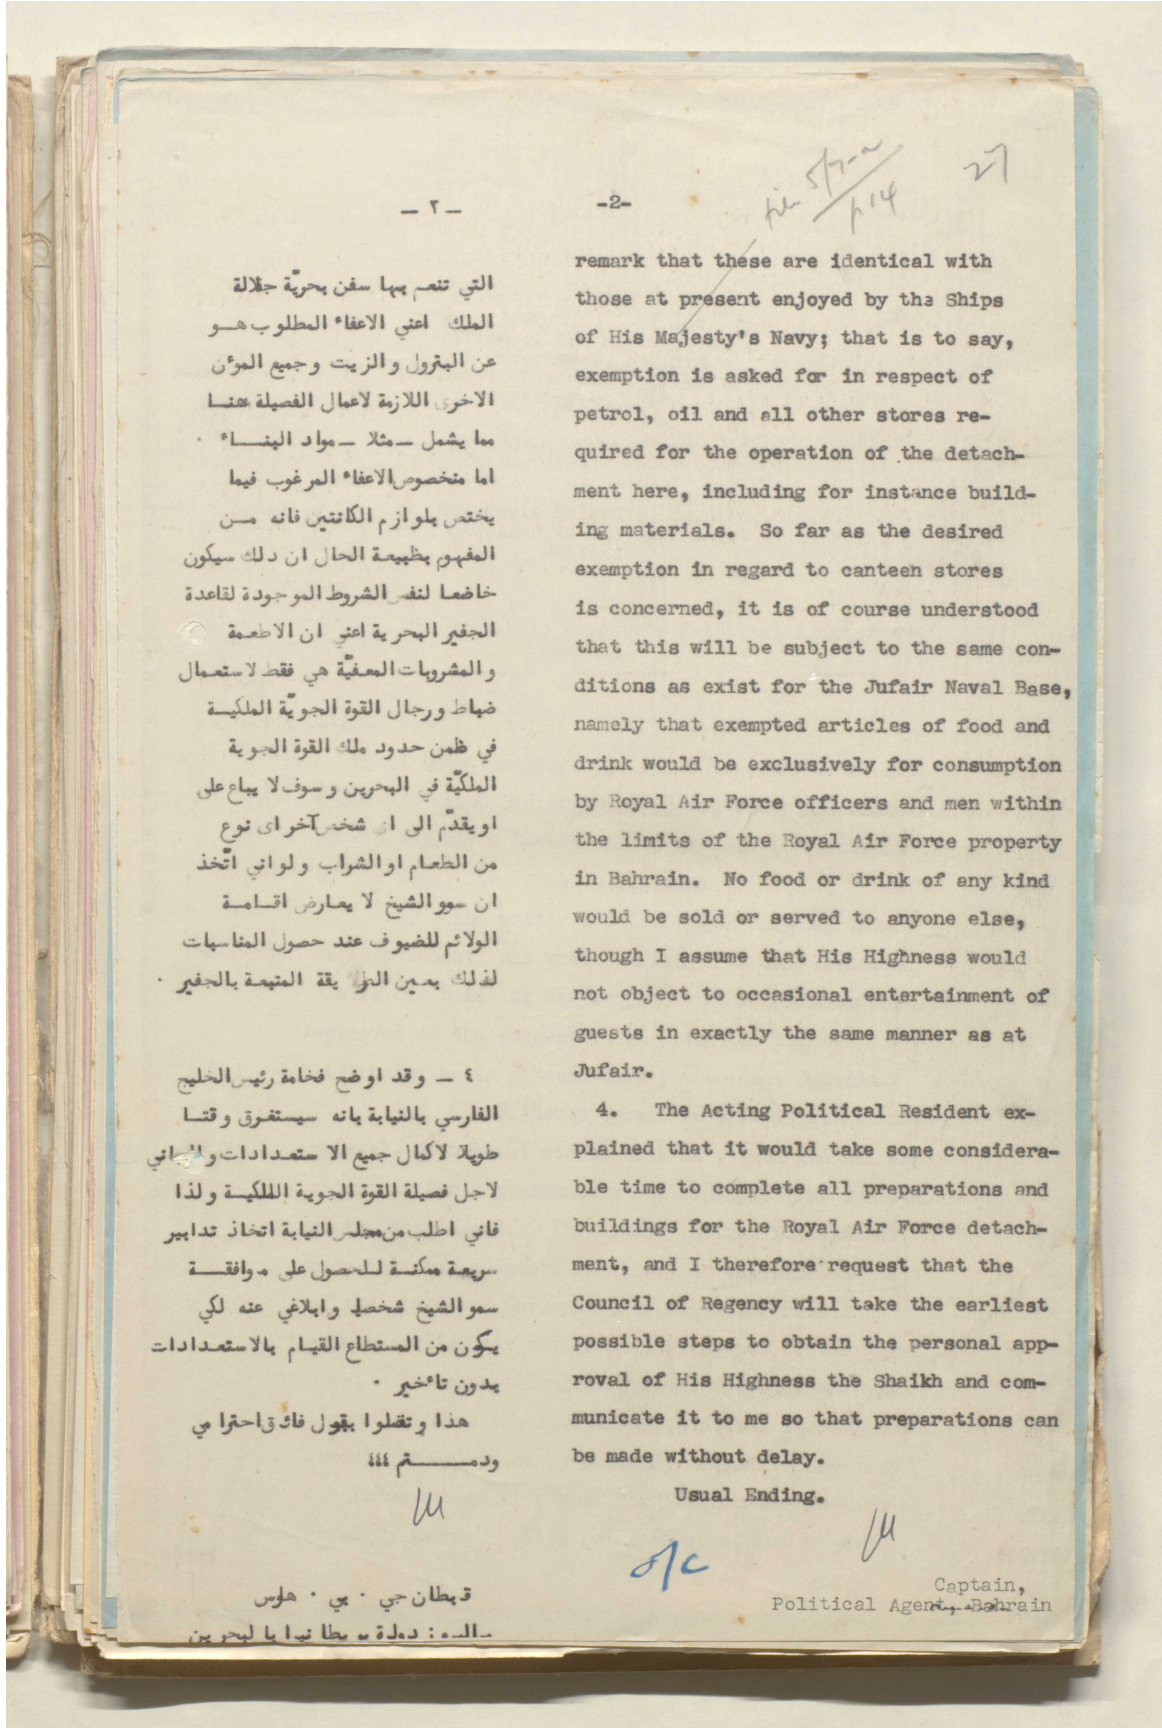 27
5/7-a
p 14
-2-
remark that these are identical with
those at present enjoyed by the Ships
of His Majesty's Navy; that is to say,
exemption is asked for in respect of
petrol, oil and all other stores re-
quired for the operation of the detach-
ment here, including for instance build-
ing materials. So far as the desired
exemption in regard to canteen stores
is concerned, it is of course understood
that this will be subject to the same con-
ditions as exist for the Jufair Naval Base,
namely that exempted articles of food and
drink would be exclusively for consumption
by Royal Air Force officers and men within
the limits of the Royal Air Force property
in Bahrain. No food or drink of any kind
would be sold or served to anyone else,
though I assume that His Highness would
not object to occasional entertainment of
guests in exactly the same manner as at
Jufair.
4. The Acting Political Resident ex-
plained that it would take some considera-
ble time to complete all preparations and
buildings for the Royal Air Force detach-
ment, and I therefore request that the
Council of Regency will take the earliest
possible steps to obtain the personal app-
roval of His Highness the Shaikh and com-
municate it to me so that preparations can
be made without delay.
Usual Ending.
o/c
Captain,
Political Agent, Bahrain
— ٢ —
التي تنعم بها سفن بحريّة جلالة
الملك اعني الاعفاء المطلوب هو
عن البترول والزيت وجميع المؤن
الاخرى اللازمة لاعمال الفصيلة هنا
مما يشمل — مثلا — مواد البناء .
اما منخصوص الاعفاء المرغوب فيما
يختص بلوازم الكانتين فانه من
المفهوم بطبيعة الحال ان ذلك سيكون
خاضعا لنفس الشروط الموجودة لقاعدة
الجفير البحرية اعني ان الاطعمة
والمشروبات المعفيّة هي فقط لاستعمال
ضباط ورجال القوة الجويّة الملكية
في ظمن حدود ملك القوة الجوية
الملكيّة في البحرين وسوف لا يباع على
او يقدّم الى اى شخص آخر اى نوع
من الطعام او الشراب ولو اني اتّخذ
ان سمو الشيخ لا يعارض اقامة
الولائم للضيوف عند حصول المناسبات
لذلك بعين الطريقة المتبعة بالجفير .
٤ — وقد اوضح فخامة رئيس الخليج
الفارسي بالنيابة بانه سيستغرق وقتا
طويلا لاكمال جميع الاستعدادات والمباني
لاجل فصيلة القوة الجوية الملكية ولذا
فاني اطلب من مجلس النيابة اتخاذ تدابير
سريعة ممكنة للحصول على موافقة
سمو الشيخ شخصيا وابلاغي عنه لكي
يكون من المستطاع القيام بالاستعدادات
بدون تاءخير .
هذا وتفضلوا بقبول فائق احترامي
ودمتم ٤٤٤
قبطان جي . بي . هاوس